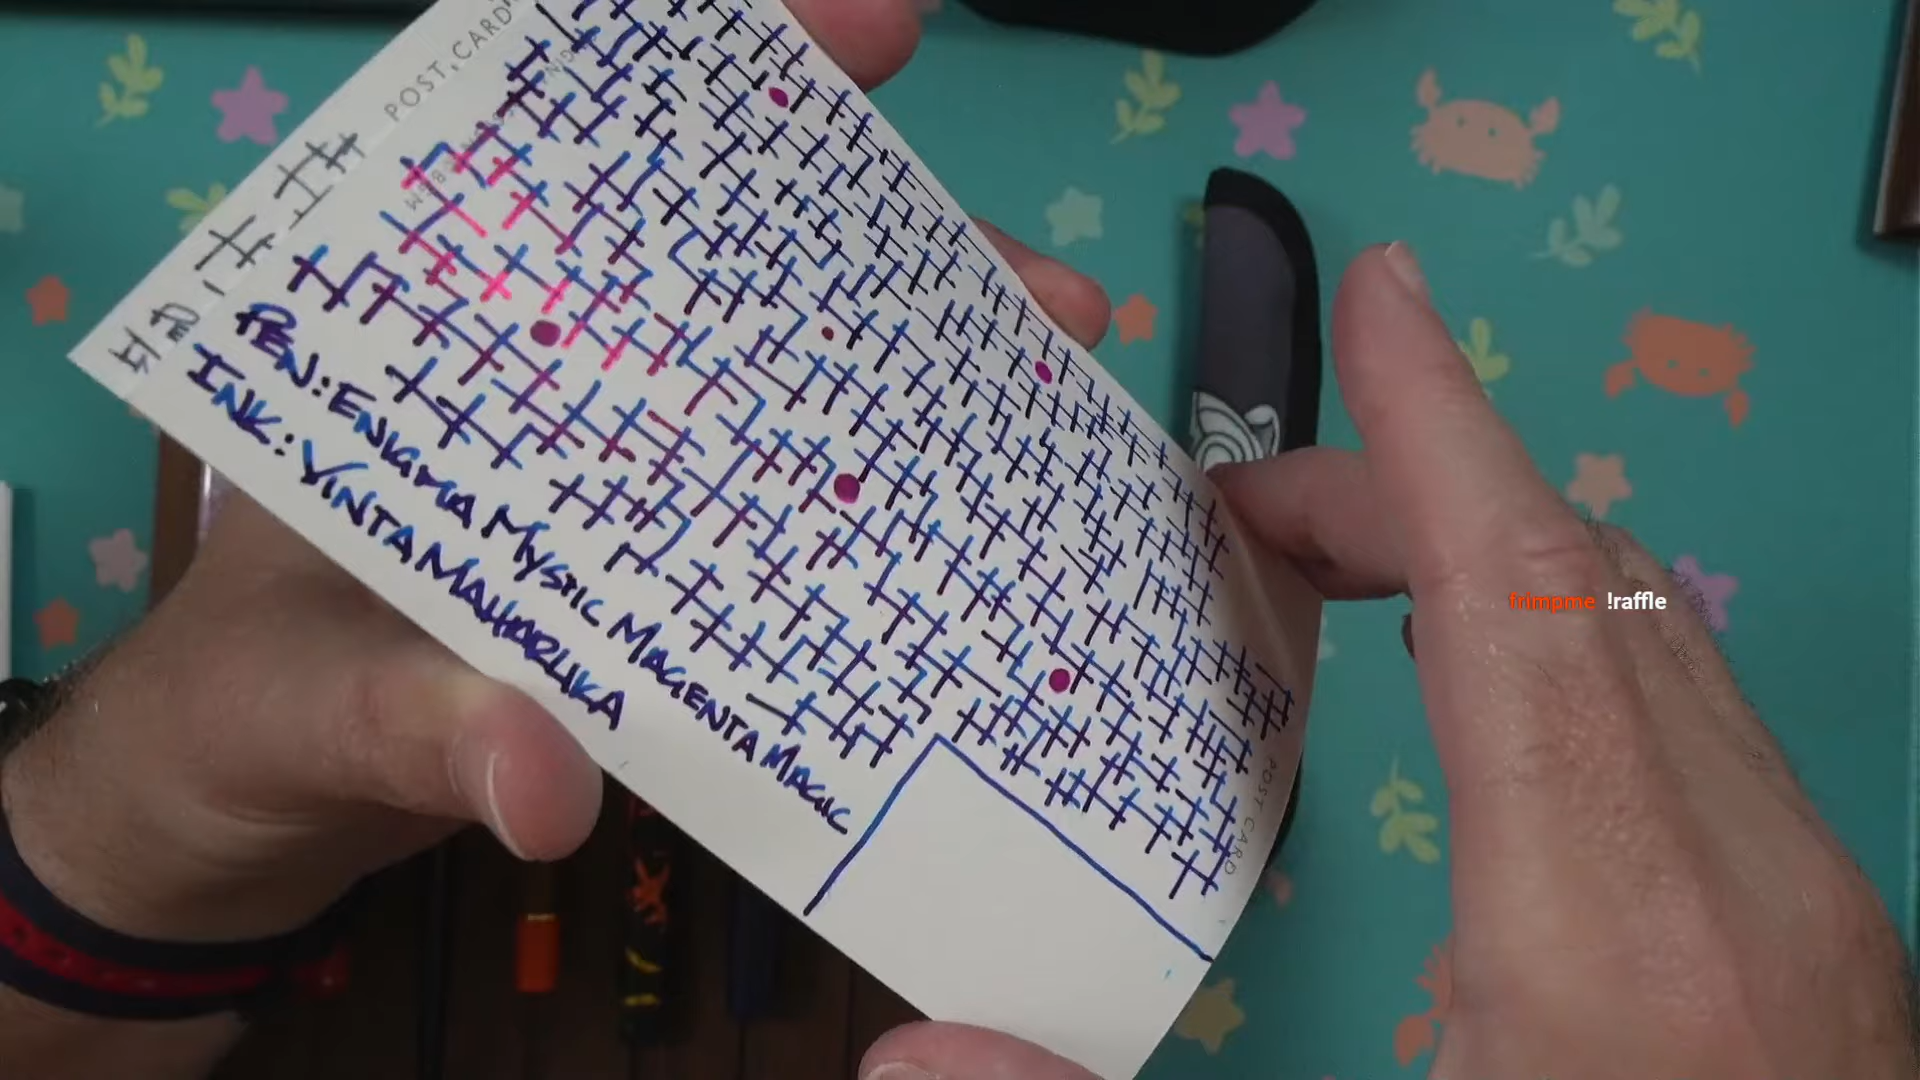 POST CARD
PEN: ENIGMA MYSTIC MAGENTA MAGIC
INK: VINTA MAHARLIKA
POST CARD
frimpme !raffle